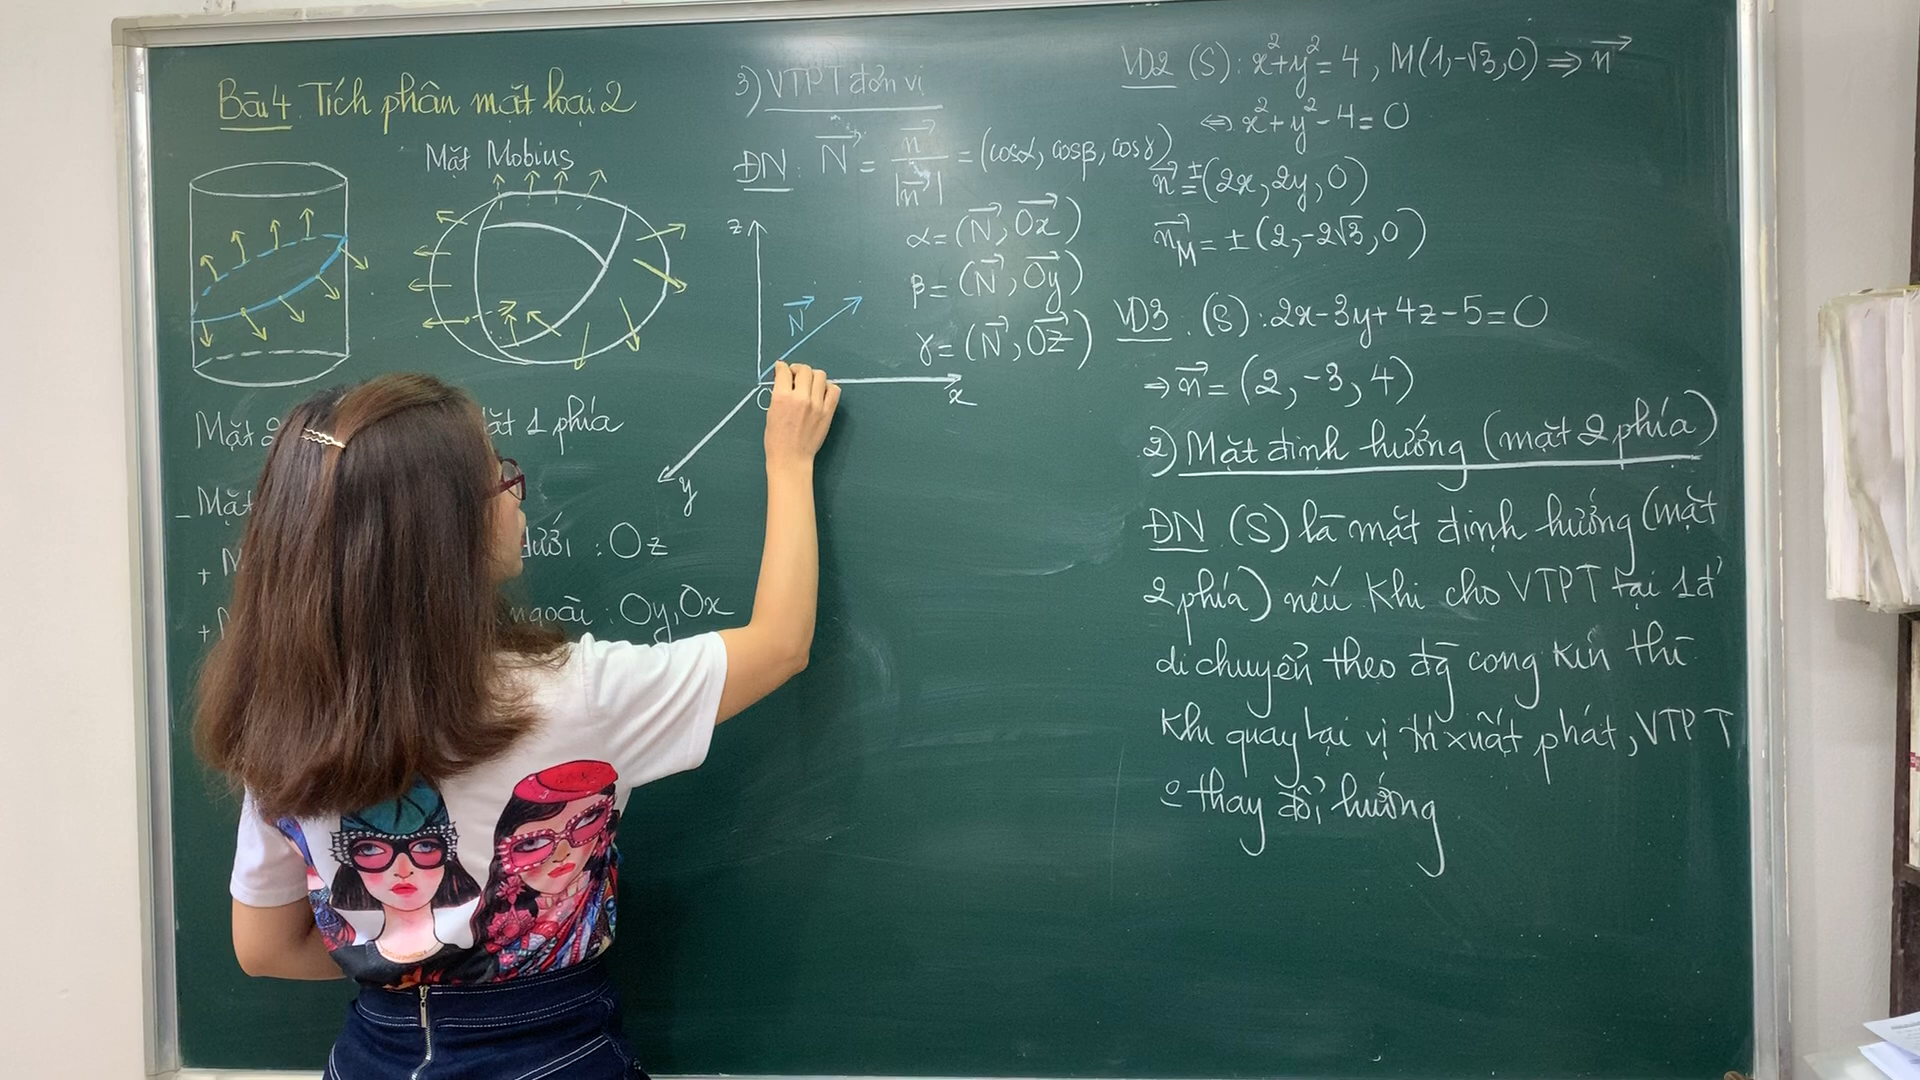 Bài 4. Tích phân mặt loại 2
Mặt Mobius
Mặt 2
ặt 1 phía
- Mặt
+ N
dưới : Oz
+ N
ngoài : Oy, Ox
3) VTPT đơn vị
ĐN: N⃗ = n⃗ / |n⃗| = (cosα, cosβ, cosγ)
α = (N⃗, Ox⃗)
β = (N⃗, Oy⃗)
γ = (N⃗, Oz⃗)
z
N⃗
O
x
y
VD2 (S): x² + y² = 4, M(1, -√3, 0) ⇒ n⃗
⇔ x² + y² - 4 = 0
n⃗ = ±(2x, 2y, 0)
n⃗_M = ±(2, -2√3, 0)
VD3. (S): 2x - 3y + 4z - 5 = 0
⇒ n⃗ = (2, -3, 4)
2) Mặt định hướng (mặt 2 phía)
ĐN (S) là mặt định hướng (mặt
2 phía) nếu khi cho VTPT tại 1 đ'
di chuyển theo đg cong kín thì
khi quay lại vị trí xuất phát, VTPT
thay đổi hướng